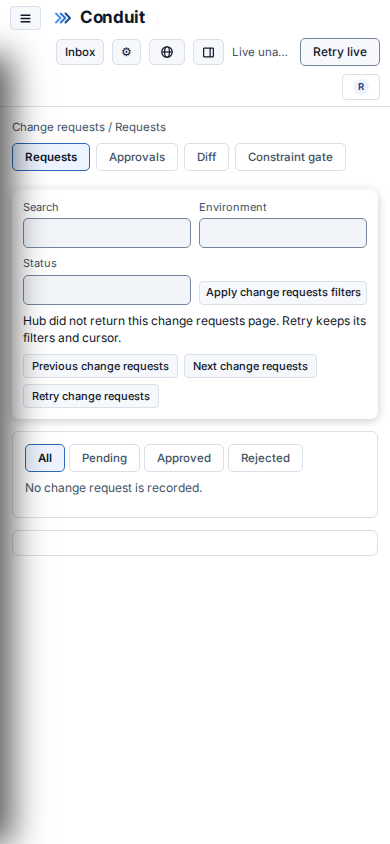 Conduit
Inbox
Live una...
Retry live
R
Change requests / Requests
Requests
Approvals
Diff
Constraint gate
Search
Environment
Status
Apply change requests filters
Hub did not return this change requests page. Retry keeps its
filters and cursor.
Previous change requests
Next change requests
Retry change requests
All
Pending
Approved
Rejected
No change request is recorded.